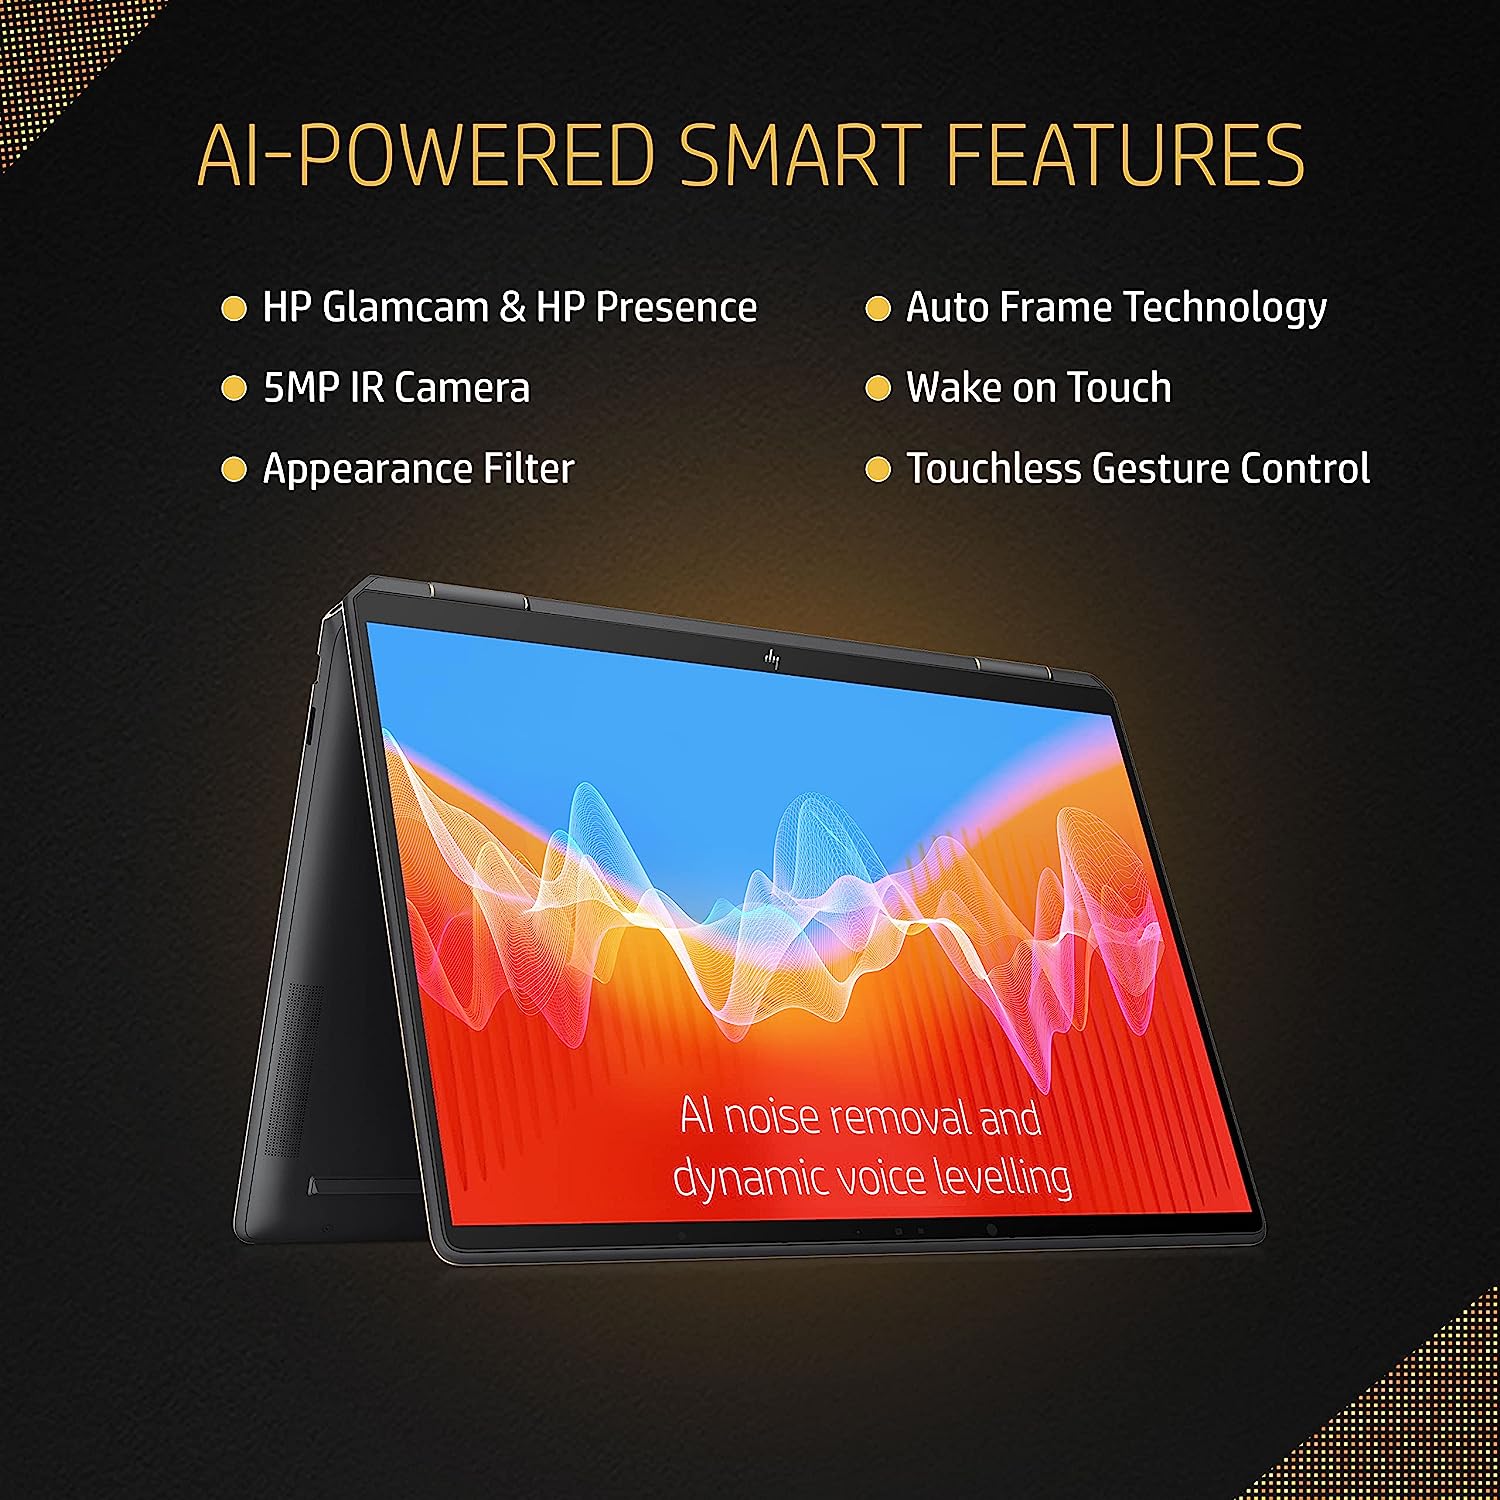 AI-POWERED SMART FEATURES
HP Glamcam & HP Presence
5MP IR Camera
Appearance Filter
Auto Frame Technology
Wake on Touch
Touchless Gesture Control
hp
AI noise removal and
dynamic voice levelling